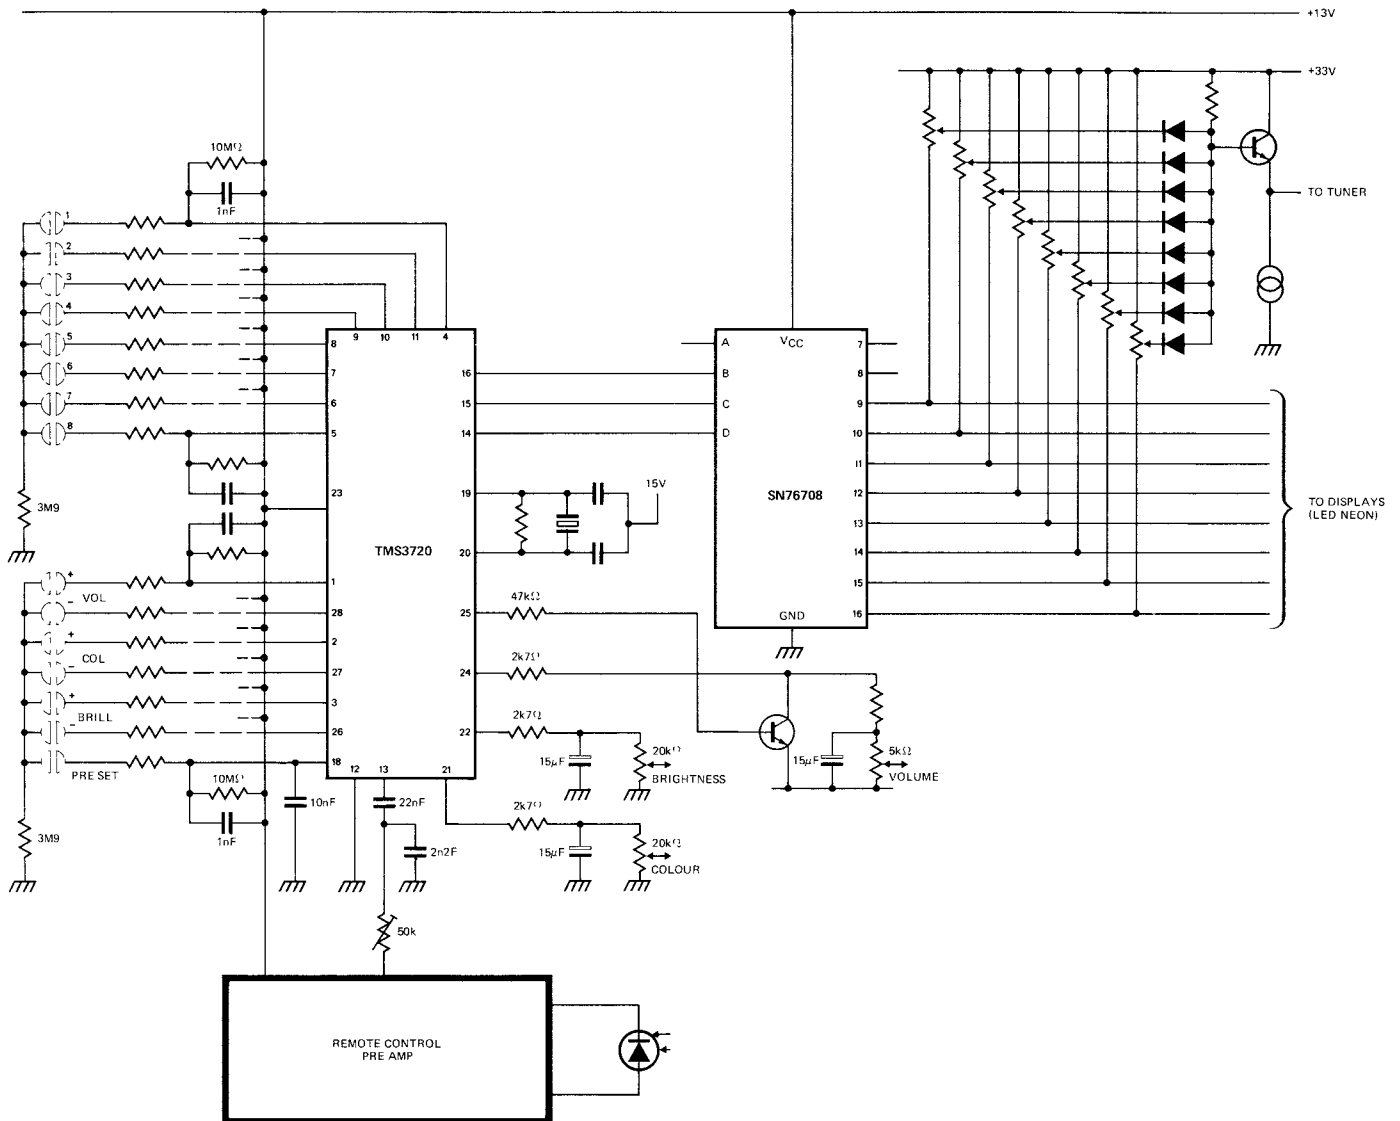 +13V
+33V
10MΩ
1nF
1
2
3
4
5
6
7
8
3M9
9 10 11 4
8
7
6
5
23
1
28
2
27
3
26
18
12 13 21
16
15
14
19
20
25
24
22
TMS3720
A
B
C
D
VCC
SN76708
GND
7
8
9
10
11
12
13
14
15
16
TO TUNER
TO DISPLAYS
(LED NEON)
15V
+
VOL
-
+
COL
-
+
BRILL
-
PRE SET
47kΩ
2k7Ω
2k7Ω
15µF
20kΩ
BRIGHTNESS
15µF
5kΩ
VOLUME
10MΩ
1nF
10nF
22nF
2n2F
2k7Ω
15µF
20kΩ
COLOUR
3M9
50k
REMOTE CONTROL
PRE AMP